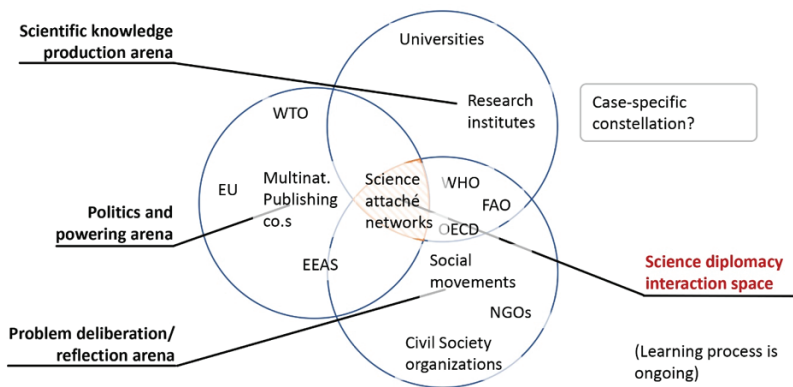 Scientific knowledge
production arena
Universities
Research
institutes
Case-specific
constellation?
WTO
EU
Multinat.
Publishing
co.s
Science
attaché
networks
WHO
FAO
OECD
Politics and
powering arena
EEAS
Social
movements
NGOs
Science diplomacy
interaction space
Problem deliberation/
reflection arena
Civil Society
organizations
(Learning process is
ongoing)